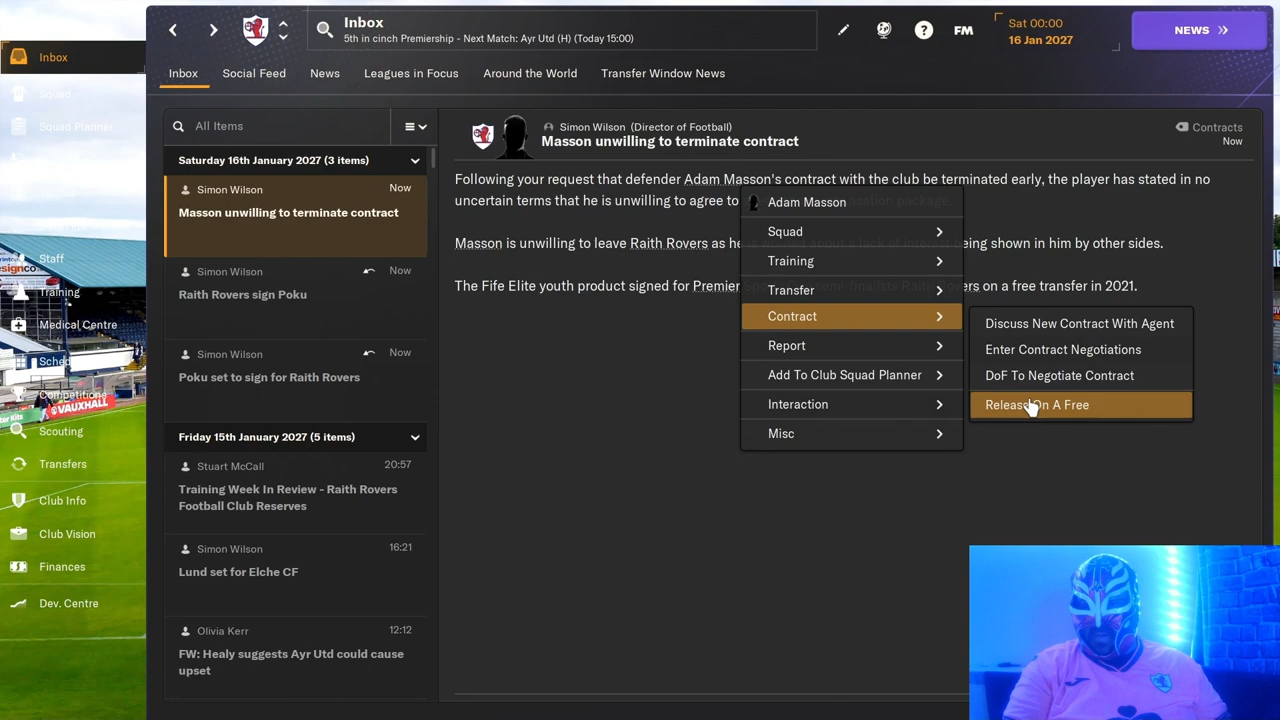 Inbox
5th in cinch Premiership - Next Match: Ayr Utd (H) (Today 15:00)
FM
Sat 00:00
16 Jan 2027
NEWS
Inbox
Social Feed
News
Leagues in Focus
Around the World
Transfer Window News
Inbox
Squad
Squad Planner
Staff
Training
Medical Centre
Sched
Competitions
Scouting
Transfers
Club Info
Club Vision
Finances
Dev. Centre
VAUXHALL
All Items
Saturday 16th January 2027 (3 items)
Simon Wilson
Now
Masson unwilling to terminate contract
Simon Wilson
Now
Raith Rovers sign Poku
Simon Wilson
Now
Poku set to sign for Raith Rovers
Friday 15th January 2027 (5 items)
Stuart McCall
20:57
Training Week In Review - Raith Rovers
Football Club Reserves
Simon Wilson
16:21
Lund set for Elche CF
Olivia Kerr
12:12
FW: Healy suggests Ayr Utd could cause
upset
Simon Wilson (Director of Football)
Masson unwilling to terminate contract
Contracts
Now
Following your request that defender Adam Masson's contract with the club be terminated early, the player has stated in no
uncertain terms that he is unwilling to agree to
Masson is unwilling to leave Raith Rovers as he being shown in him by other sides.
The Fife Elite youth product signed for Premier on a free transfer in 2021.
Adam Masson
Squad
Training
Transfer
Contract
Report
Add To Club Squad Planner
Interaction
Misc
Discuss New Contract With Agent
Enter Contract Negotiations
DoF To Negotiate Contract
Release On A Free